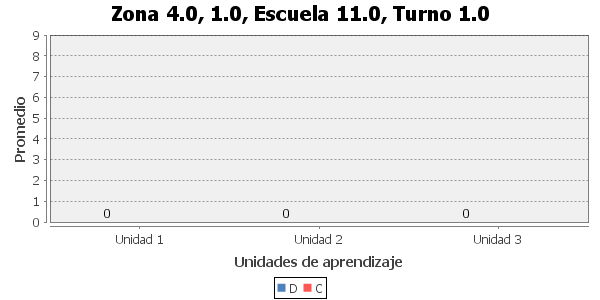 Zona 4.0, 1.0, Escuela 11.0, Turno 1.0
Promedio
9
8
7
6
5
4
3
2
1
0
0 0 0
Unidad 1 Unidad 2 Unidad 3
Unidades de aprendizaje
D C